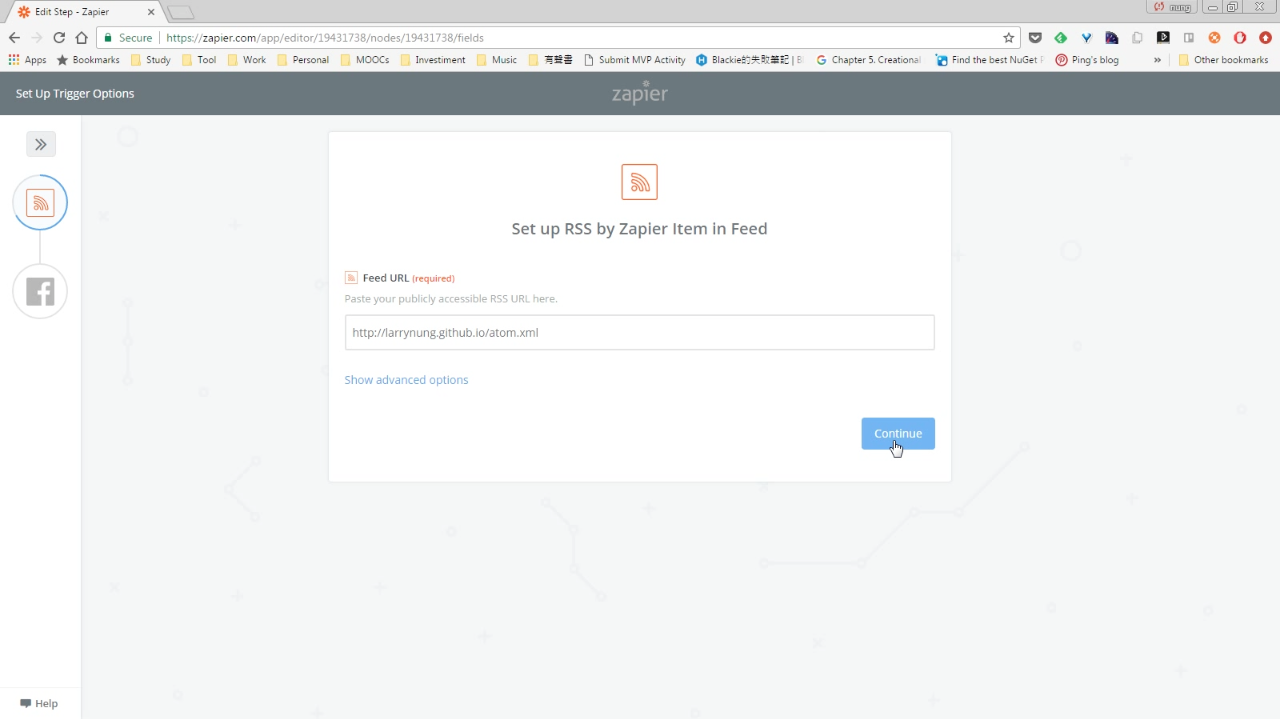 Edit Step - Zapier
nung
Secure https://zapier.com/app/editor/19431738/nodes/19431738/fields
Apps Bookmarks Study Tool Work Personal MOOCs Investiment Music 有聲書 Submit MVP Activity Blackie的失敗筆記 | Bl Chapter 5. Creational Find the best NuGet P Ping's blog » Other bookmarks
Set Up Trigger Options
zapier
Set up RSS by Zapier Item in Feed
Feed URL (required)
Paste your publicly accessible RSS URL here.
http://larrynung.github.io/atom.xml
Show advanced options
Continue
Help